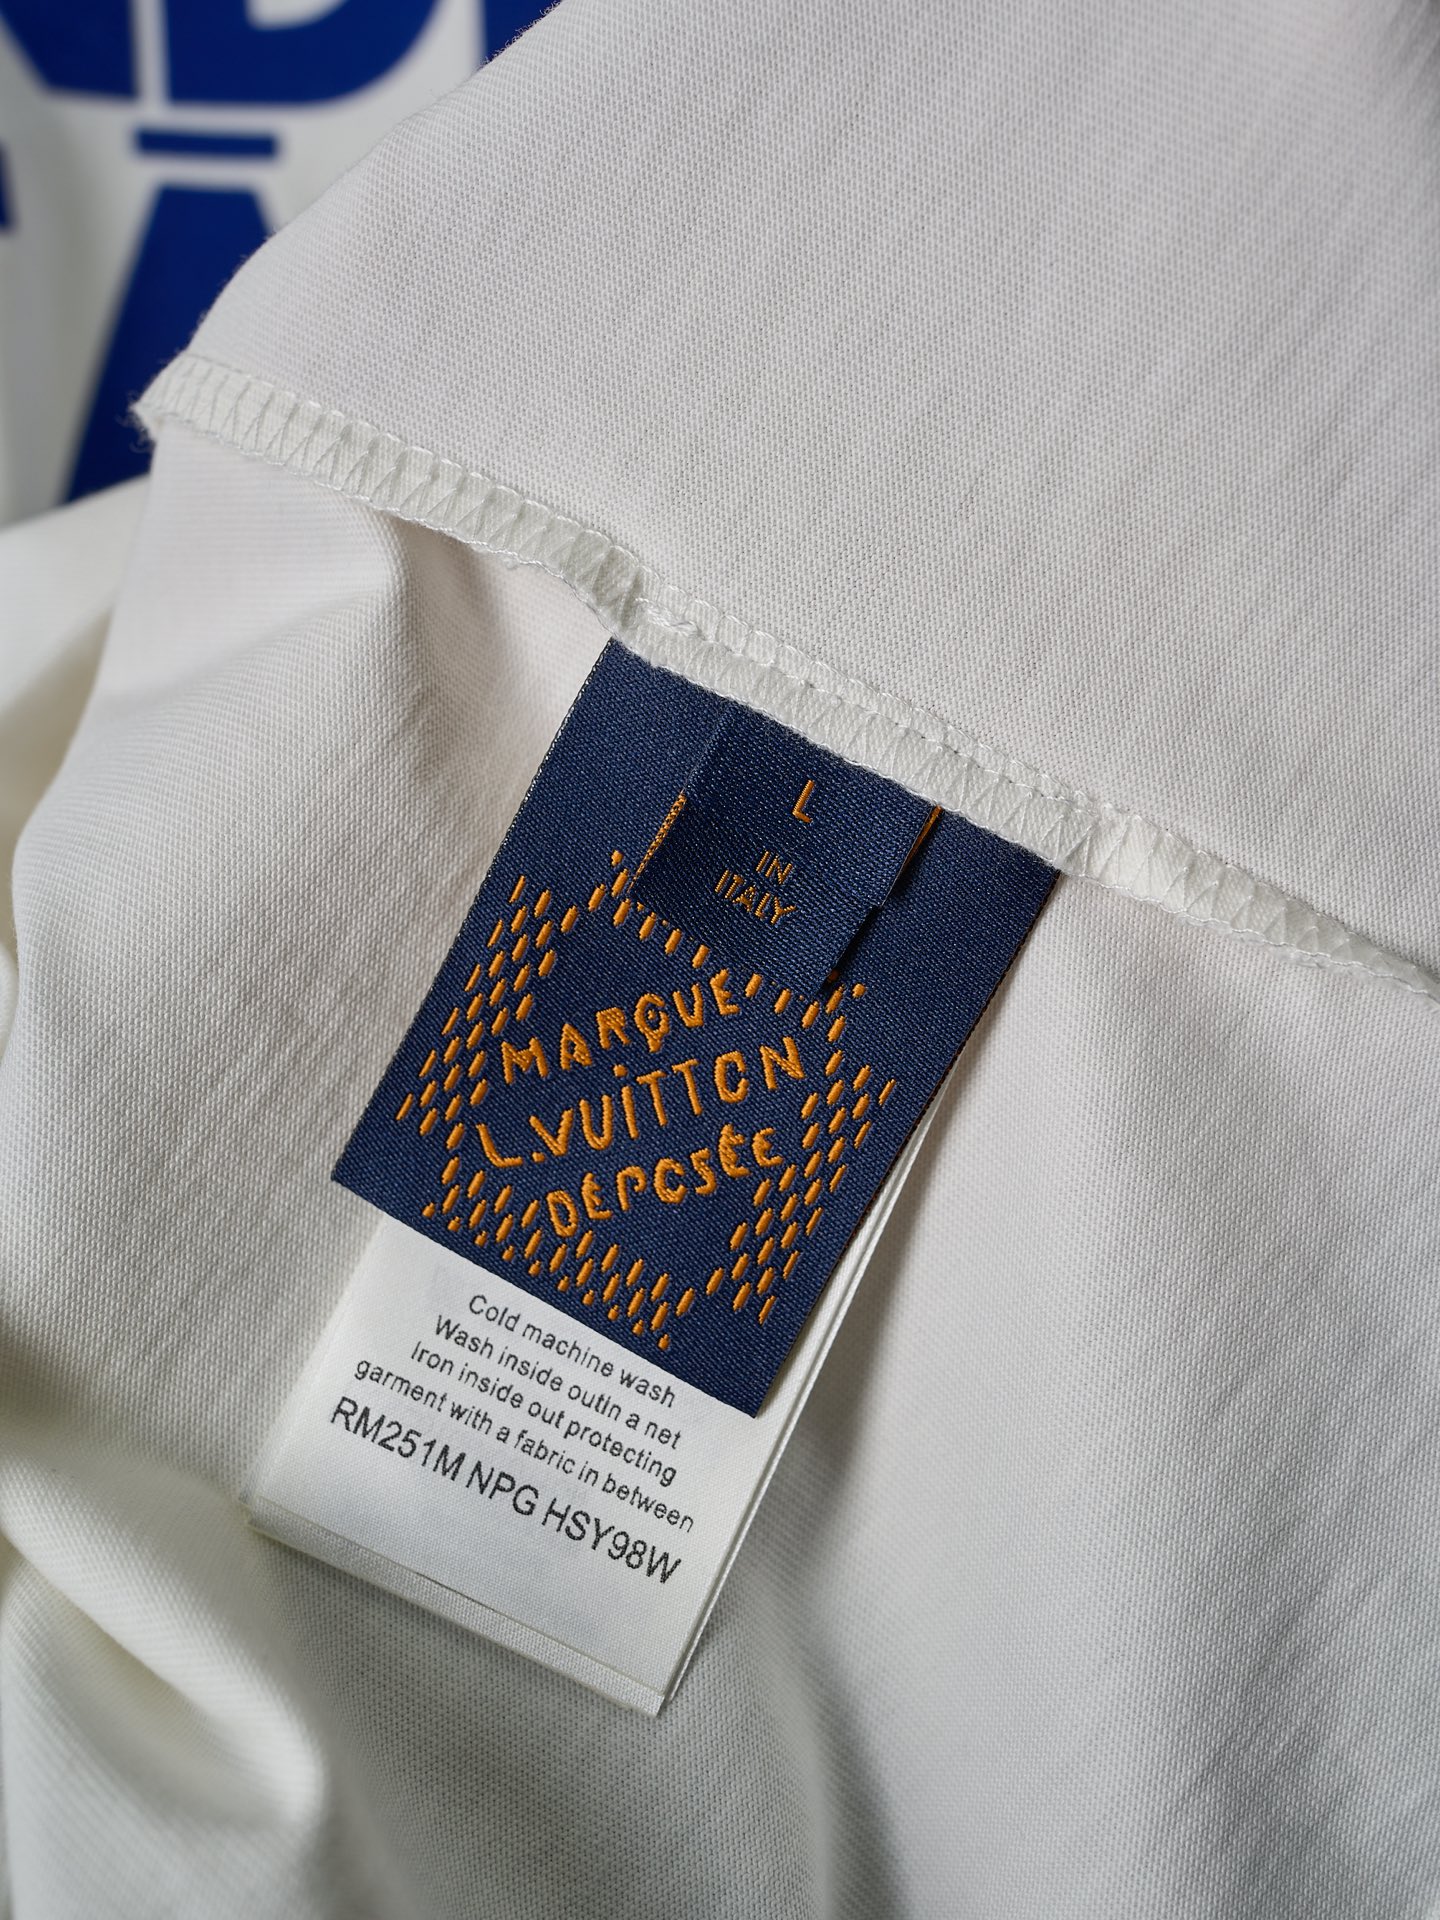 L
IN
ITALY
MARQUE
L.VUITTON
DÉPOSÉE
Cold machine wash
Wash inside outIn a net
Iron inside out protecting
garment with a fabric in between
RM251M NPG HSY98W